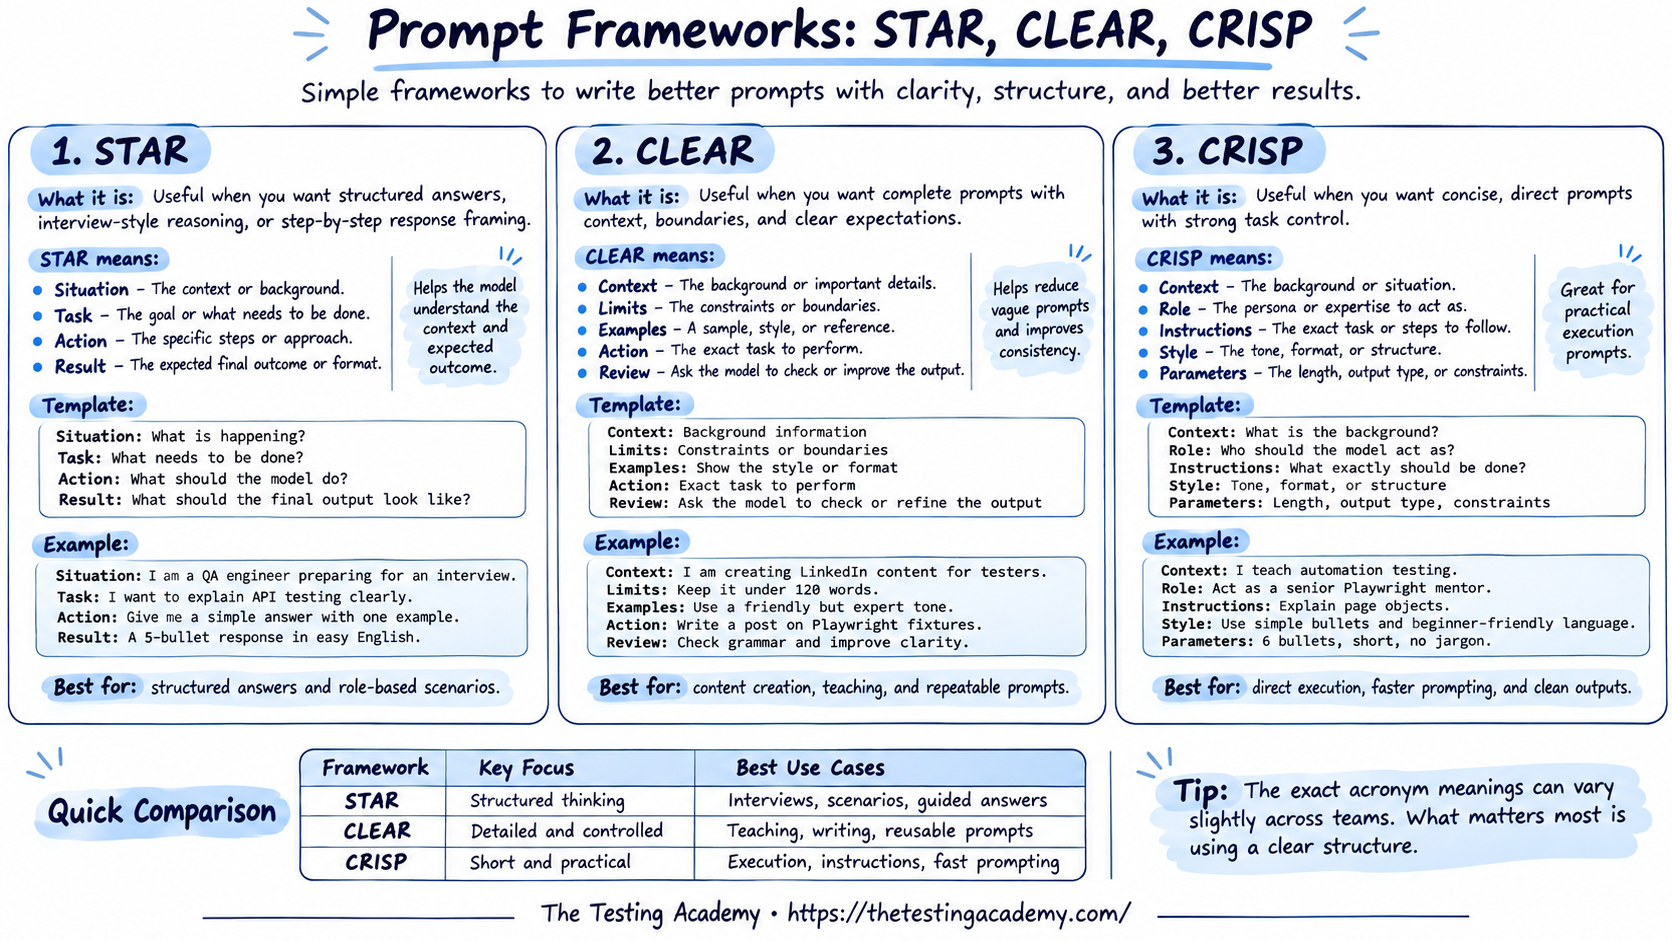 Prompt Frameworks: STAR, CLEAR, CRISP
Simple frameworks to write better prompts with clarity, structure, and better results.
1. STAR
What it is: Useful when you want structured answers,
interview-style reasoning, or step-by-step response framing.
STAR means:
Situation – The context or background.
Task – The goal or what needs to be done.
Action – The specific steps or approach.
Result – The expected final outcome or format.
Helps the model
understand the
context and
expected
outcome.
Template:
Situation: What is happening?
Task: What needs to be done?
Action: What should the model do?
Result: What should the final output look like?
Example:
Situation: I am a QA engineer preparing for an interview.
Task: I want to explain API testing clearly.
Action: Give me a simple answer with one example.
Result: A 5-bullet response in easy English.
Best for: structured answers and role-based scenarios.
2. CLEAR
What it is: Useful when you want complete prompts with
context, boundaries, and clear expectations.
CLEAR means:
Context – The background or important details.
Limits – The constraints or boundaries.
Examples – A sample, style, or reference.
Action – The exact task to perform.
Review – Ask the model to check or improve the output.
Helps reduce
vague prompts
and improves
consistency.
Template:
Context: Background information
Limits: Constraints or boundaries
Examples: Show the style or format
Action: Exact task to perform
Review: Ask the model to check or refine the output
Example:
Context: I am creating LinkedIn content for testers.
Limits: Keep it under 120 words.
Examples: Use a friendly but expert tone.
Action: Write a post on Playwright fixtures.
Review: Check grammar and improve clarity.
Best for: content creation, teaching, and repeatable prompts.
3. CRISP
What it is: Useful when you want concise, direct prompts
with strong task control.
CRISP means:
Context – The background or situation.
Role – The persona or expertise to act as.
Instructions – The exact task or steps to follow.
Style – The tone, format, or structure.
Parameters – The length, output type, or constraints.
Great for
practical
execution
prompts.
Template:
Context: What is the background?
Role: Who should the model act as?
Instructions: What exactly should be done?
Style: Tone, format, or structure
Parameters: Length, output type, constraints
Example:
Context: I teach automation testing.
Role: Act as a senior Playwright mentor.
Instructions: Explain page objects.
Style: Use simple bullets and beginner-friendly language.
Parameters: 6 bullets, short, no jargon.
Best for: direct execution, faster prompting, and clean outputs.
Quick Comparison
Framework Key Focus Best Use Cases
STAR Structured thinking Interviews, scenarios, guided answers
CLEAR Detailed and controlled Teaching, writing, reusable prompts
CRISP Short and practical Execution, instructions, fast prompting
Tip: The exact acronym meanings can vary
slightly across teams. What matters most is
using a clear structure.
The Testing Academy • https://thetestingacademy.com/